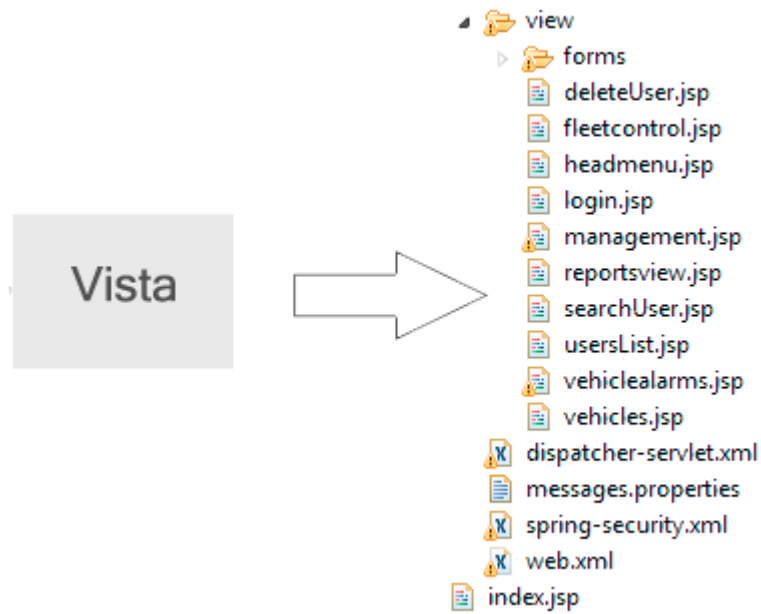 Vista
view
forms
deleteUser.jsp
fleetcontrol.jsp
headmenu.jsp
login.jsp
management.jsp
reportsview.jsp
searchUser.jsp
usersList.jsp
vehiclealarms.jsp
vehicles.jsp
dispatcher-servlet.xml
messages.properties
spring-security.xml
web.xml
index.jsp